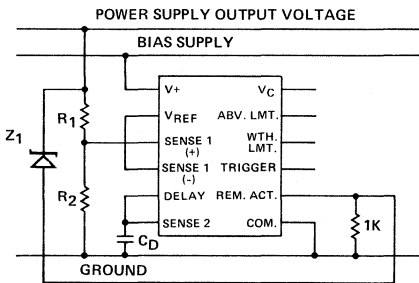 POWER SUPPLY OUTPUT VOLTAGE
BIAS SUPPLY
V+
VC
R1
VREF
ABV. LMT.
Z1
SENSE 1
(+)
WTH.
LMT.
SENSE 1
(-)
TRIGGER
R2
DELAY
REM. ACT.
SENSE 2
COM.
1K
CD
GROUND